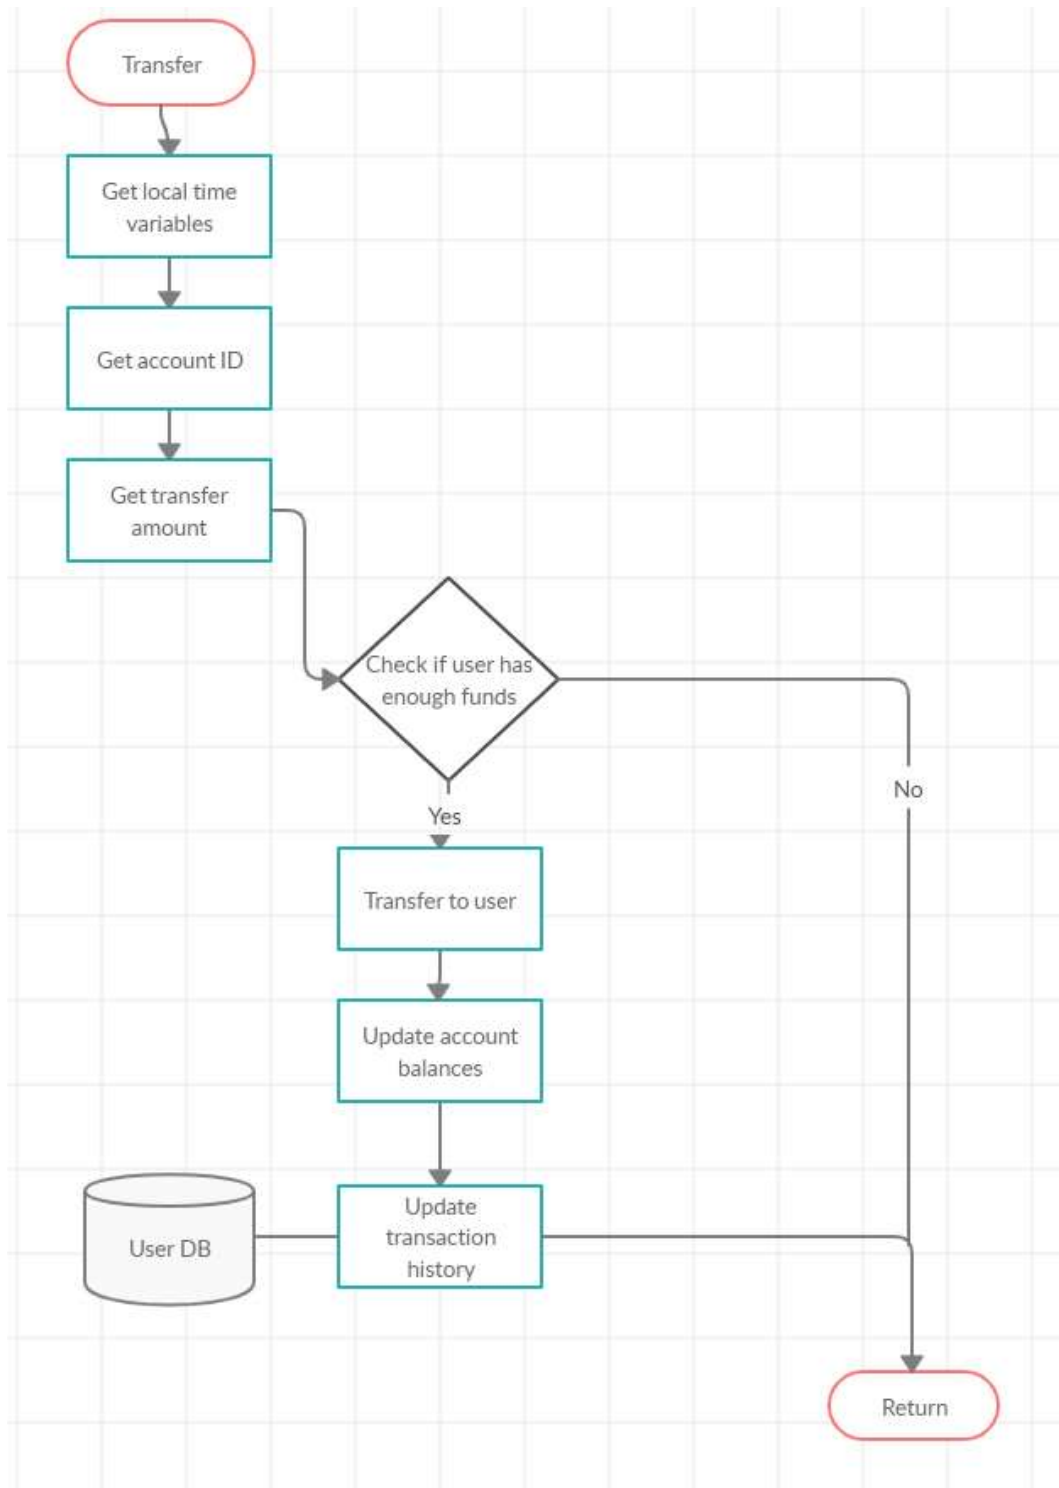 Transfer
Get local time
variables
Get account ID
Get transfer
amount
Check if user has
enough funds
No
Yes
Transfer to user
Update account
balances
Update
transaction
history
User DB
Return